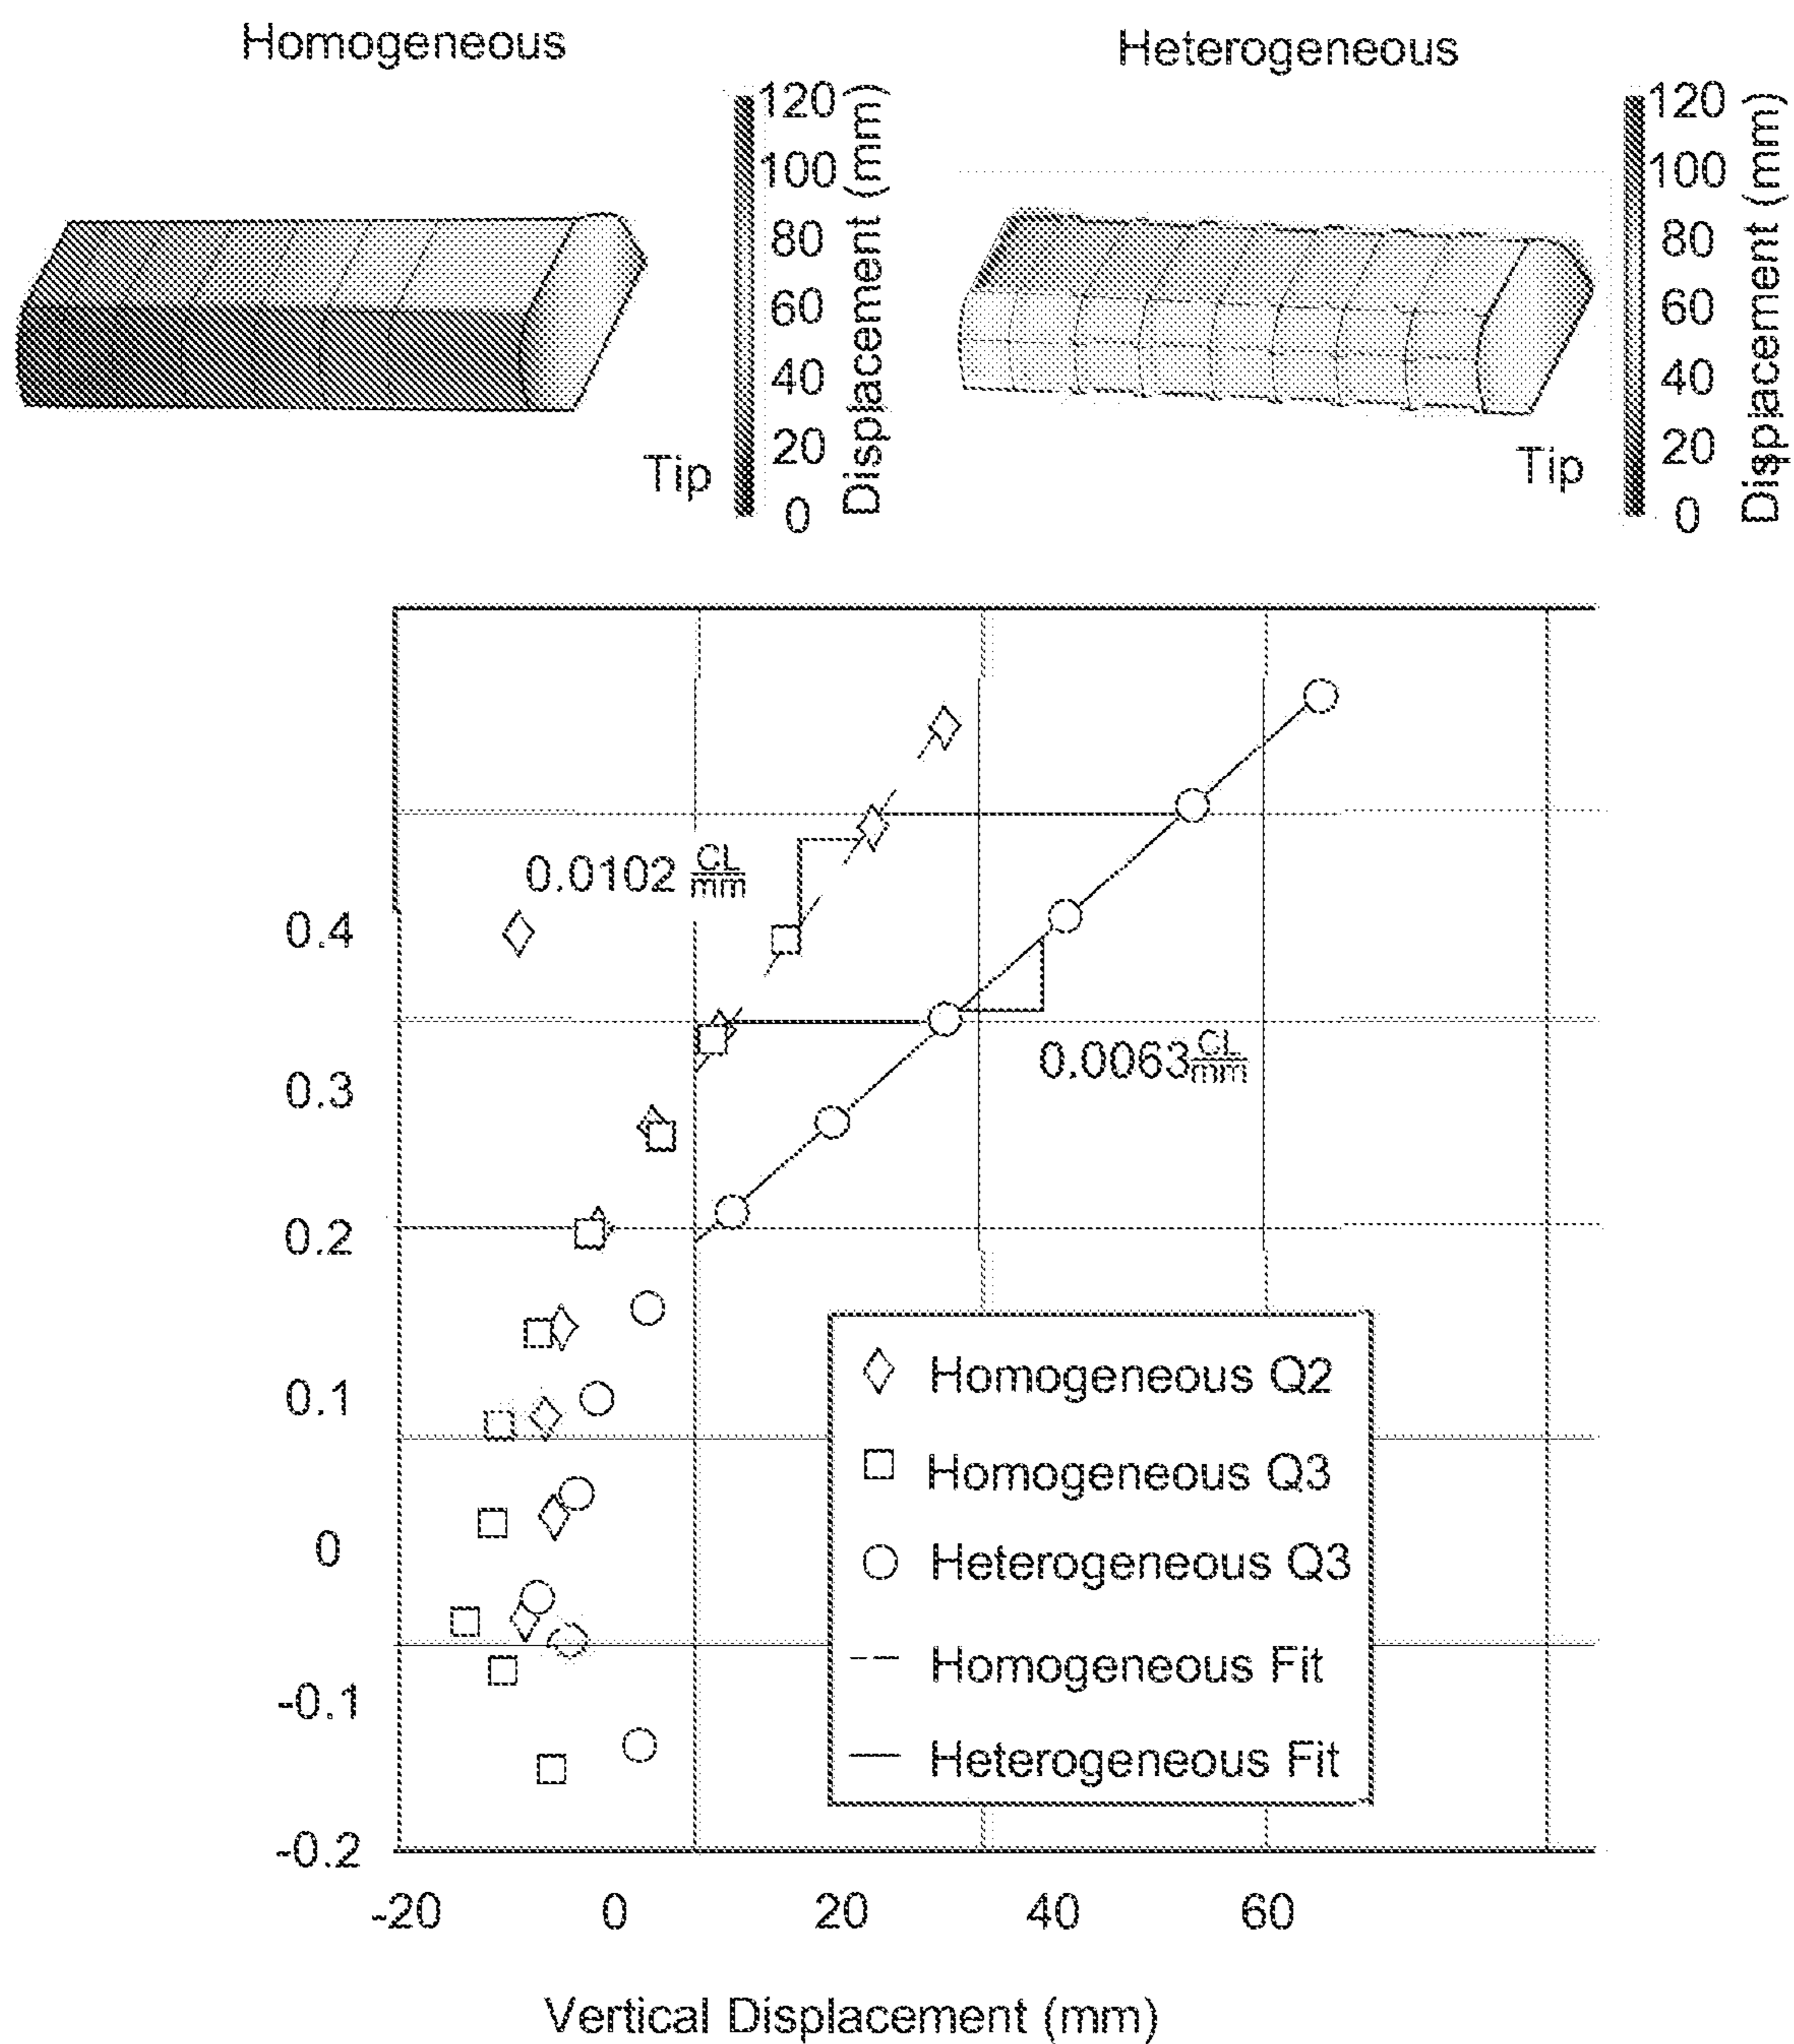 Homogeneous
Heterogeneous
120
100
80
60
40
20
0
Displacement (mm)
Tip
120
100
80
60
40
20
0
Displacement (mm)
Tip
0.0102 CL/mm
0.0063 CL/mm
0.4
0.3
0.2
0.1
0
-0.1
-0.2
Homogeneous Q2
Homogeneous Q3
Heterogeneous Q3
Homogeneous Fit
Heterogeneous Fit
-20 0 20 40 60
Vertical Displacement (mm)